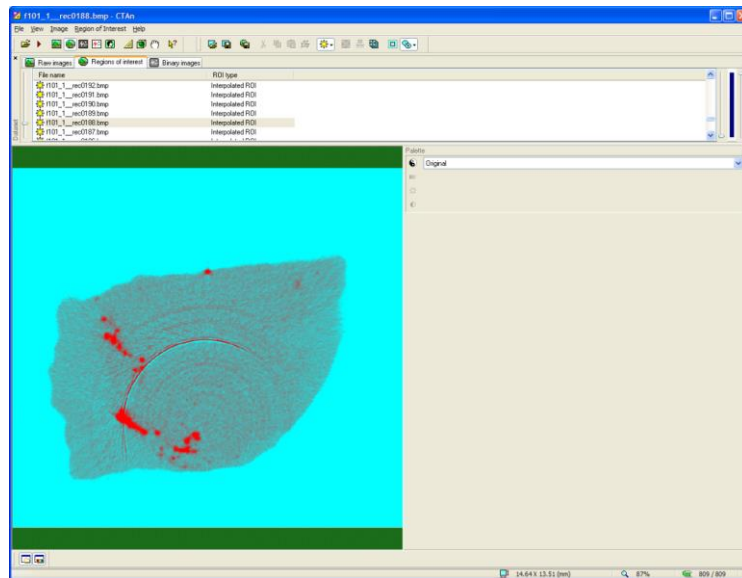 f101_1__rec0188.bmp - CTAn
File View Image Region of Interest Help
Raw images Regions of interest Binary images
Dataset
File name ROI type
f101_1__rec0192.bmp Interpolated ROI
f101_1__rec0191.bmp Interpolated ROI
f101_1__rec0190.bmp Interpolated ROI
f101_1__rec0189.bmp Interpolated ROI
f101_1__rec0188.bmp Interpolated ROI
f101_1__rec0187.bmp Interpolated ROI
Palette
Original
14.64 X 13.51 (mm) 87% 809 / 809